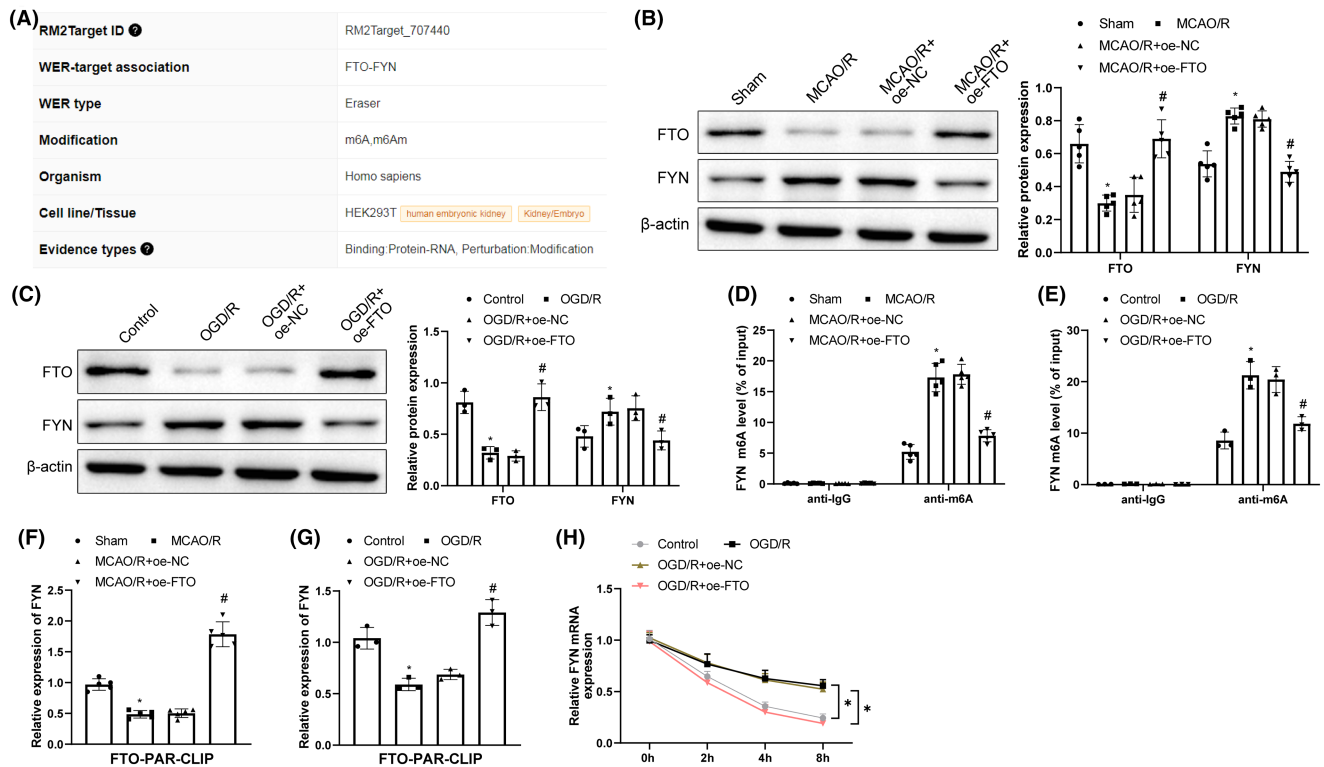 (A)
RM2Target ID ?
RM2Target_707440
WER-target association
FTO-FYN
WER type
Eraser
Modification
m6A,m6Am
Organism
Homo sapiens
Cell line/Tissue
HEK293T human embryonic kidney Kidney/Embryo
Evidence types ?
Binding:Protein-RNA, Perturbation:Modification
(B)
Sham
MCAO/R
MCAO/R+
oe-NC
MCAO/R+
oe-FTO
FTO
FYN
β-actin
Sham MCAO/R
MCAO/R+oe-NC
MCAO/R+oe-FTO
Relative protein expression
1.0
0.8
0.6
0.4
0.2
0.0
*
#
*
#
FTO FYN
(C)
Control
OGD/R
OGD/R+
oe-NC
OGD/R+
oe-FTO
FTO
FYN
β-actin
Control OGD/R
OGD/R+oe-NC
OGD/R+oe-FTO
Relative protein expression
1.5
1.0
0.5
0.0
*
#
*
#
FTO FYN
(D)
Sham MCAO/R
MCAO/R+oe-NC
MCAO/R+oe-FTO
FYN m6A level (% of input)
25
20
15
10
5
0
*
#
anti-IgG anti-m6A
(E)
Control OGD/R
OGD/R+oe-NC
OGD/R+oe-FTO
FYN m6A level (% of input)
30
20
10
0
*
#
anti-IgG anti-m6A
(F)
Sham MCAO/R
MCAO/R+oe-NC
MCAO/R+oe-FTO
Relative expression of FYN
2.5
2.0
1.5
1.0
0.5
0.0
*
#
FTO-PAR-CLIP
(G)
Control OGD/R
OGD/R+oe-NC
OGD/R+oe-FTO
Relative expression of FYN
1.5
1.0
0.5
0.0
*
#
FTO-PAR-CLIP
(H)
Control OGD/R
OGD/R+oe-NC
OGD/R+oe-FTO
Relative FYN mRNA
expression
1.5
1.0
0.5
0.0
* *
0h 2h 4h 8h